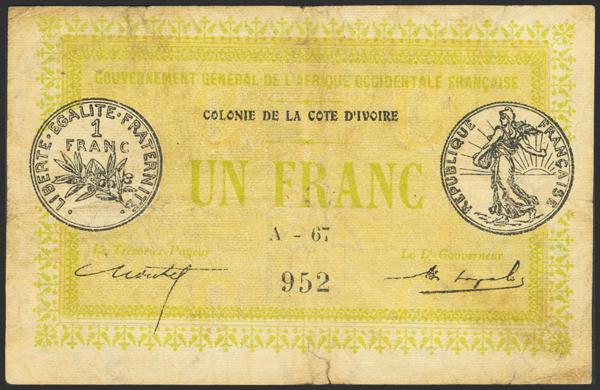 GOUVERNEMENT GÉNÉRAL DE L'AFRIQUE OCCIDENTALE FRANÇAISE
COLONIE DE LA COTE D'IVOIRE
LIBERTE·EGALITE·FRATERNITE
1
FRANC
REPUBLIQUE FRANÇAISE
UN FRANC
A - 67
Le Trésorier-Payeur
Le Lt-Gouverneur
952